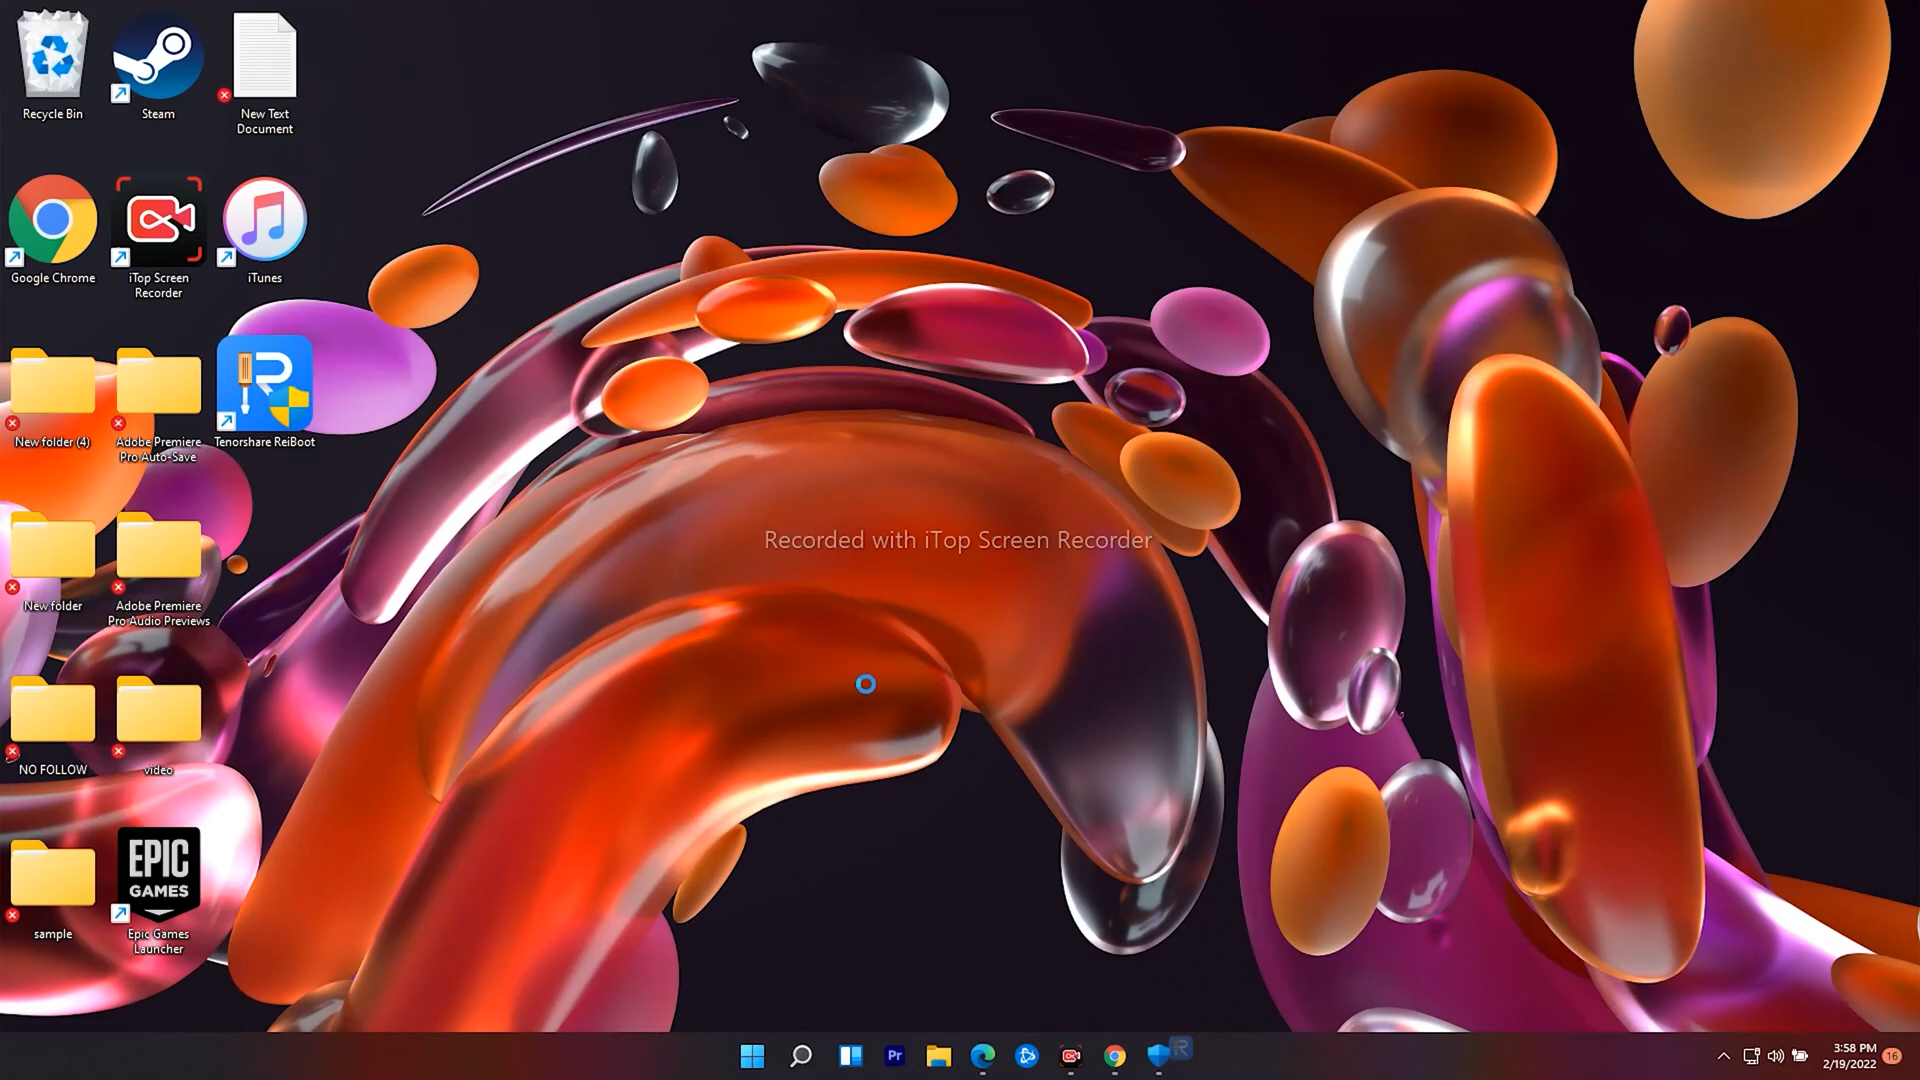 Recycle Bin
Steam
New Text
Document
Google Chrome
iTop Screen
Recorder
iTunes
New folder (4)
Adobe Premiere
Pro Auto-Save
Tenorshare ReiBoot
New folder
Adobe Premiere
Pro Audio Previews
Recorded with iTop Screen Recorder
NO FOLLOW
video
EPIC
GAMES
sample
Epic Games
Launcher
Pr
3:58 PM
2/19/2022
16